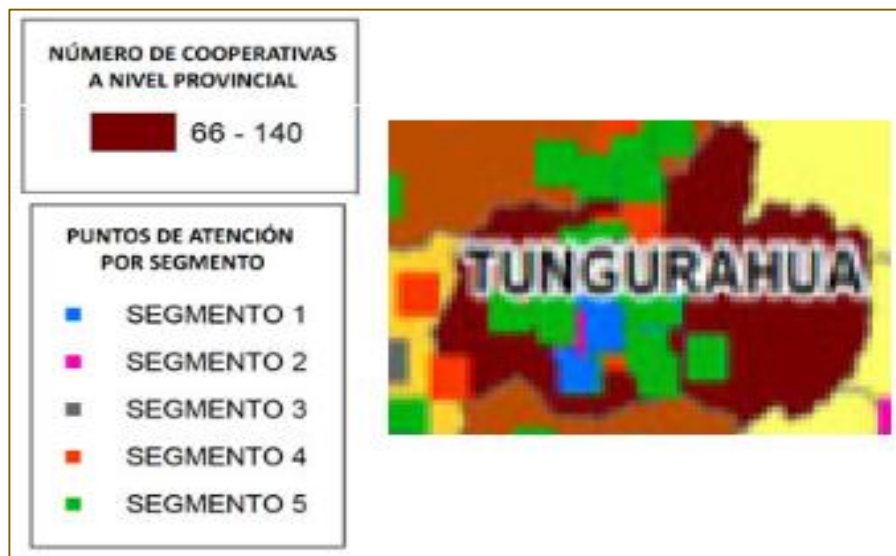 NÚMERO DE COOPERATIVAS
A NIVEL PROVINCIAL
66 - 140
PUNTOS DE ATENCIÓN
POR SEGMENTO
SEGMENTO 1
SEGMENTO 2
SEGMENTO 3
SEGMENTO 4
SEGMENTO 5
TUNGURAHUA